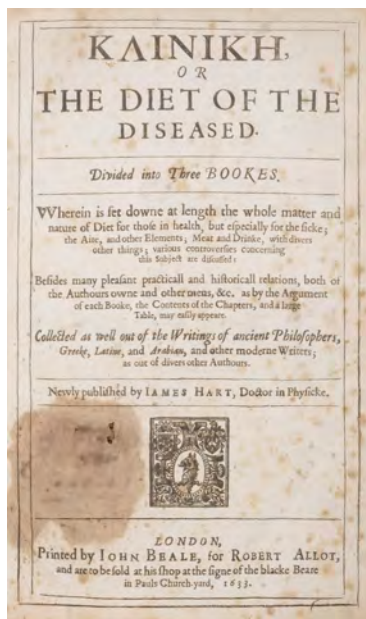 ΚΛΙΝΙΚΗ,
OR
THE DIET OF THE
DISEASED.
Divided into Three BOOKES.
VVherein is ſet downe at length the whole matter and
nature of Diet for thoſe in health, but eſpecially for the ſicke;
the Aire, and other Elements; Meat and Drinke, with divers
other things; various controverſies concerning
this Subject are diſcuſſed:
Beſides many pleaſant practicall and hiſtoricall relations, both of
the Authours owne and other mens, &c. as by the Argument
of each Booke, the Contents of the Chapters, and a large
Table, may eaſily appeare.
Collected as well out of the Writings of ancient Philoſophers,
Greeke, Latine, and Arabian, and other moderne Writers;
as out of divers other Authours.
Newly publiſhed by IAMES HART, Doctor in Phyſicke.
LONDON,
Printed by IOHN BEALE, for ROBERT ALLOT,
and are to be ſold at his ſhop at the ſigne of the blacke Beare
in Pauls Church-yard, 1633.